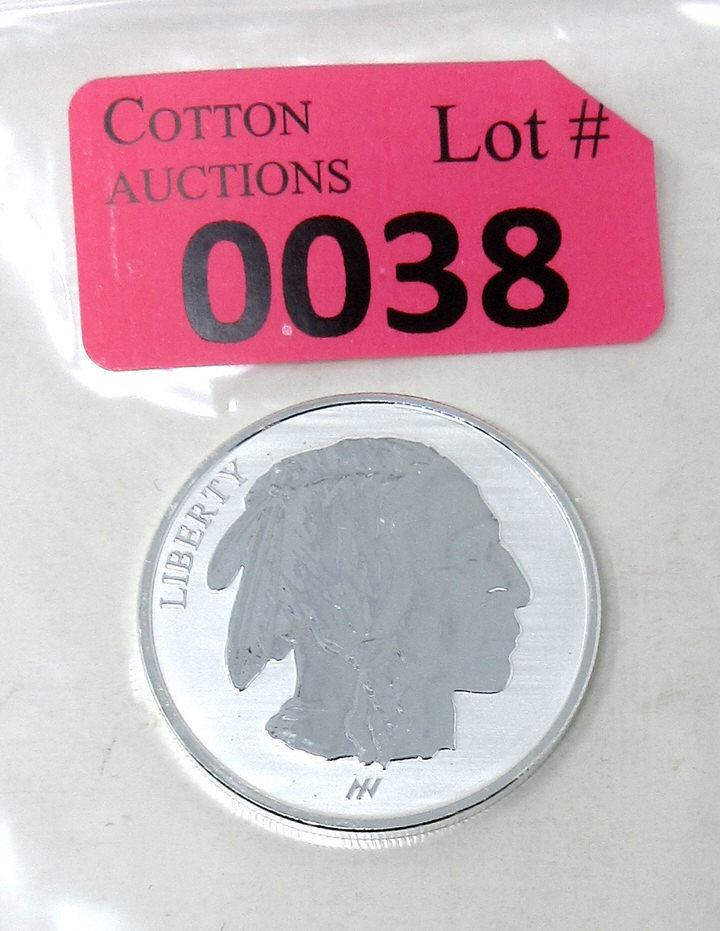 COTTON
AUCTIONS
Lot #
0038
LIBERTY